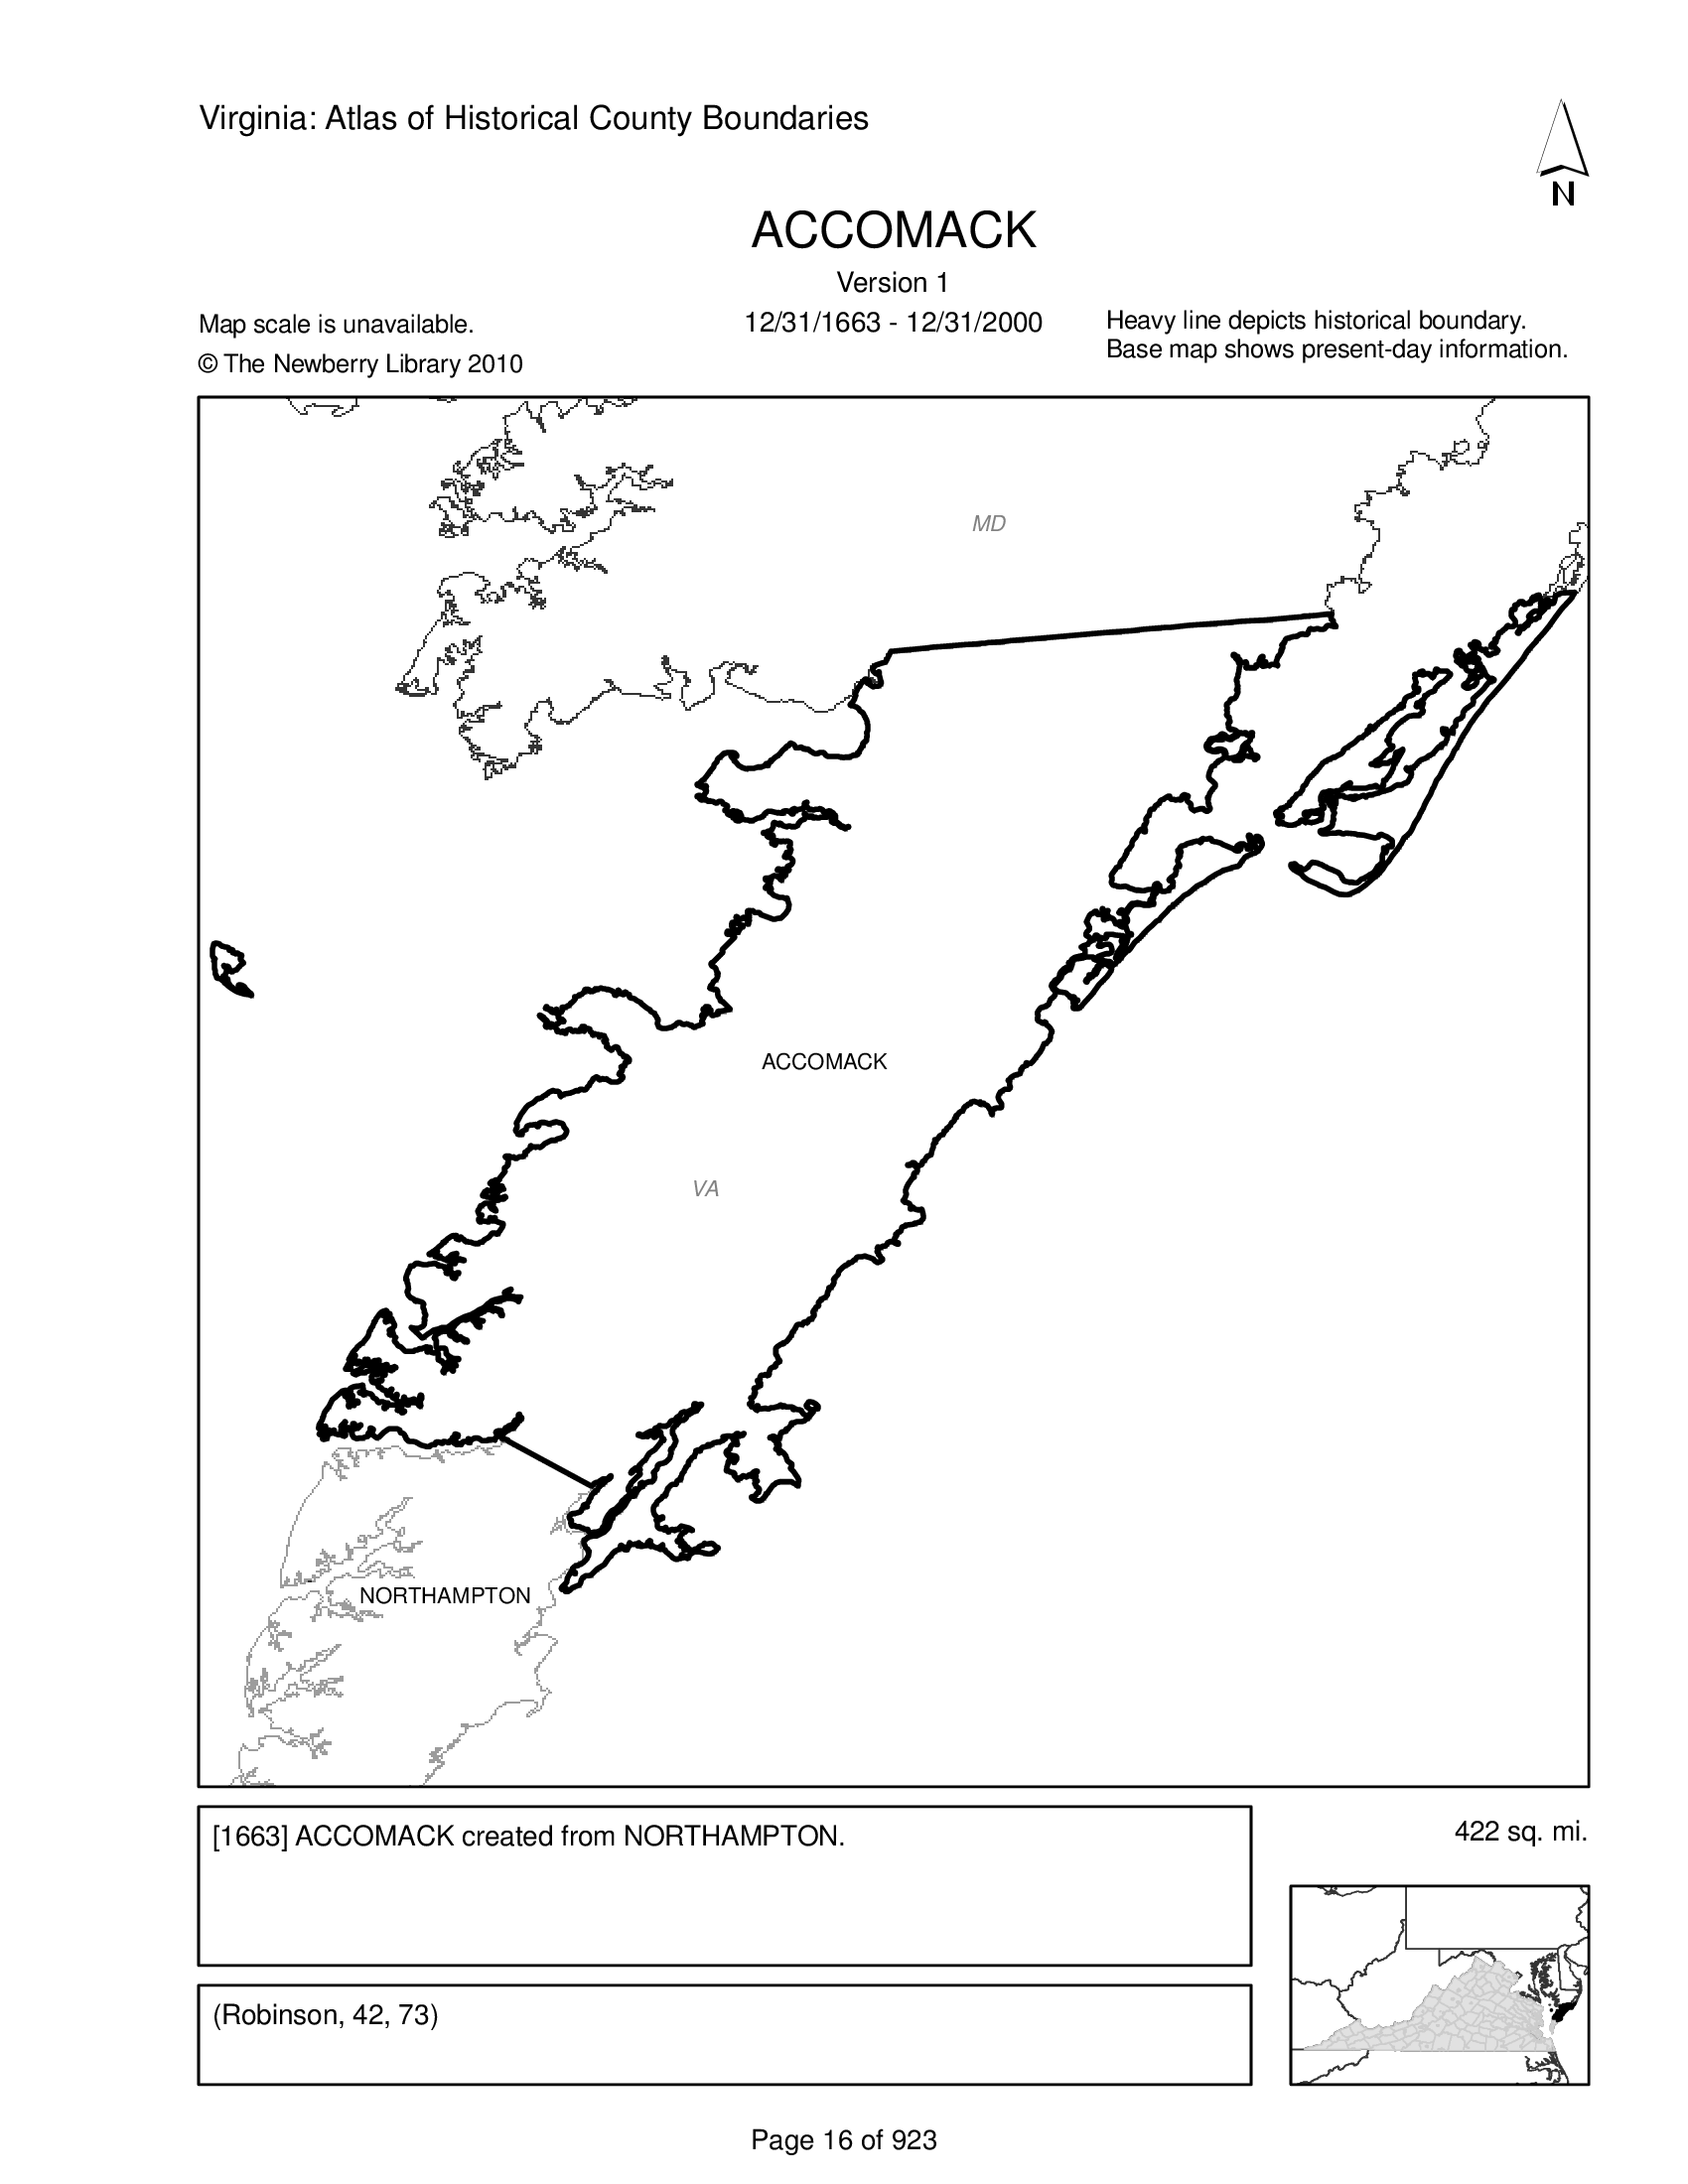 Virginia: Atlas of Historical County Boundaries
N
ACCOMACK
Version 1
12/31/1663 - 12/31/2000
Map scale is unavailable.
© The Newberry Library 2010
Heavy line depicts historical boundary.
Base map shows present-day information.
MD
ACCOMACK
VA
NORTHAMPTON
[1663] ACCOMACK created from NORTHAMPTON.
422 sq. mi.
(Robinson, 42, 73)
Page 16 of 923